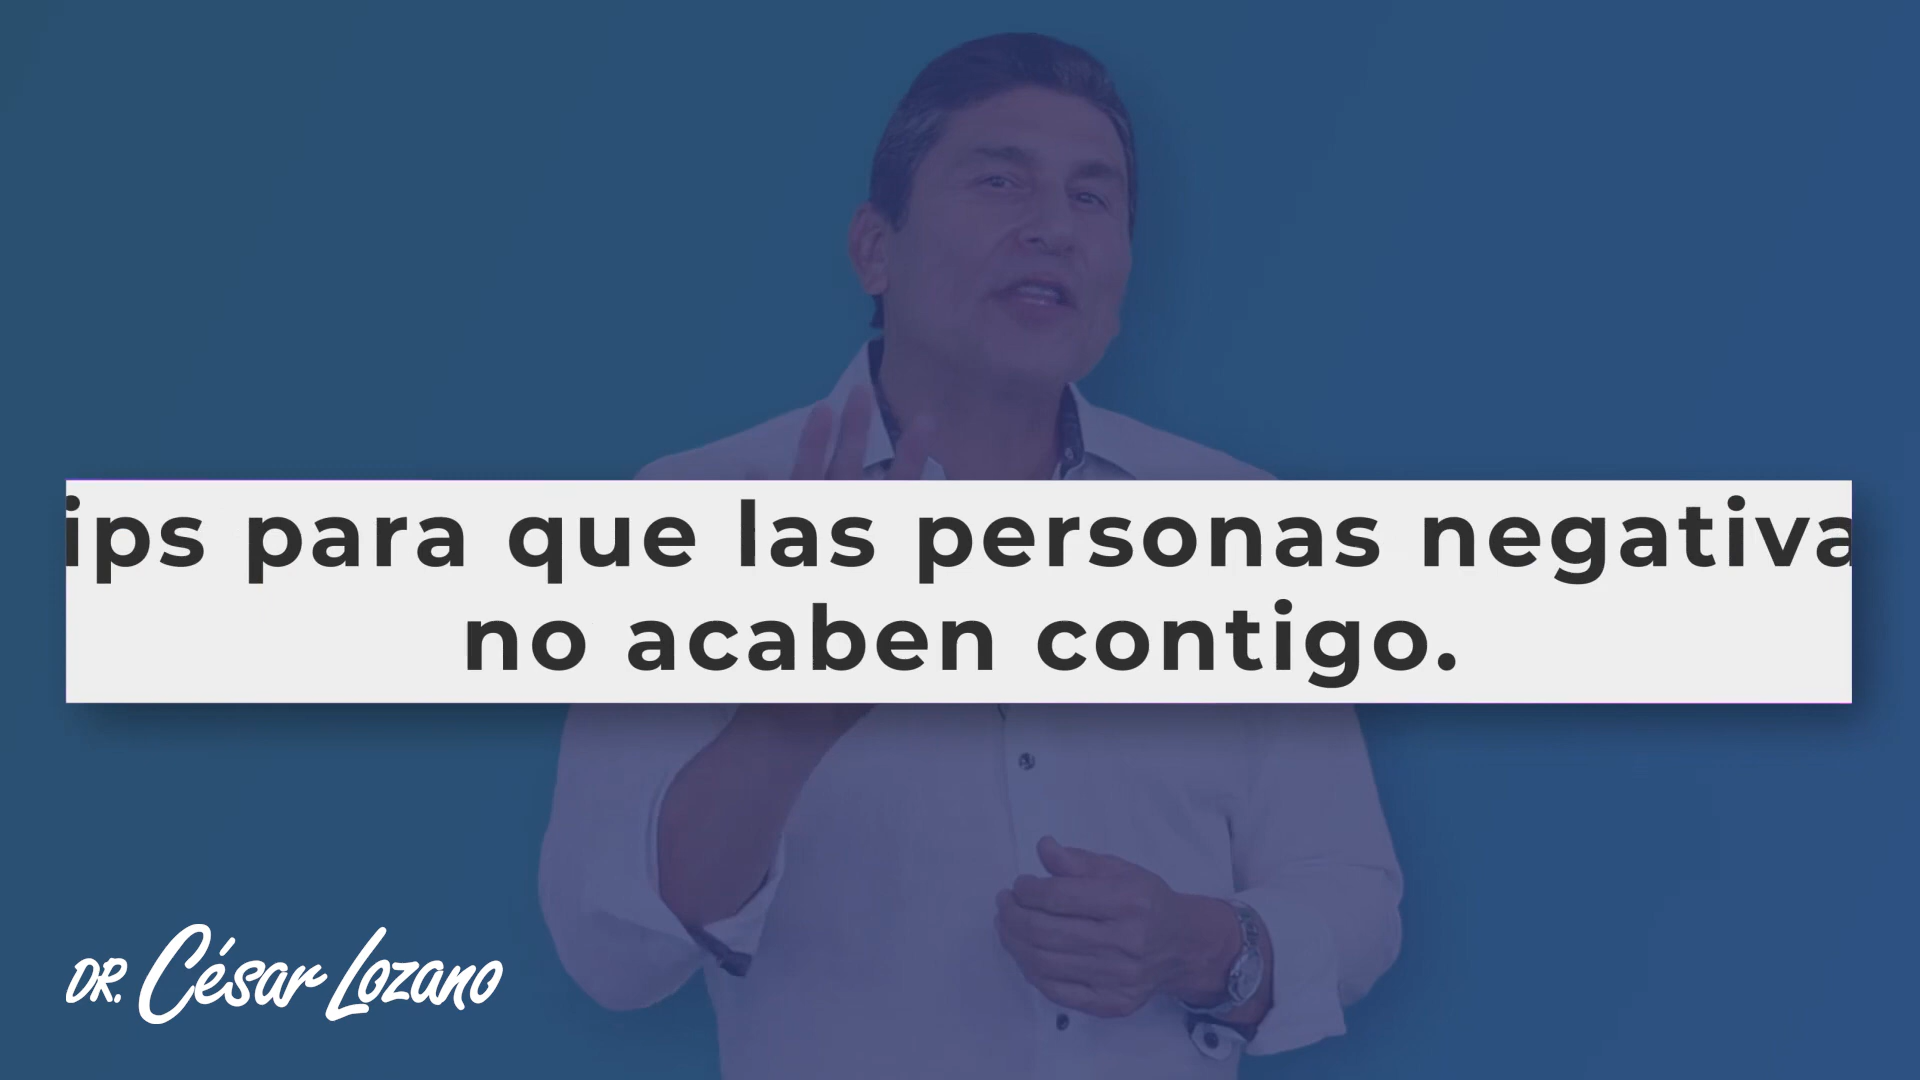 ips para que las personas negativa
no acaben contigo.
DR. César Lozano